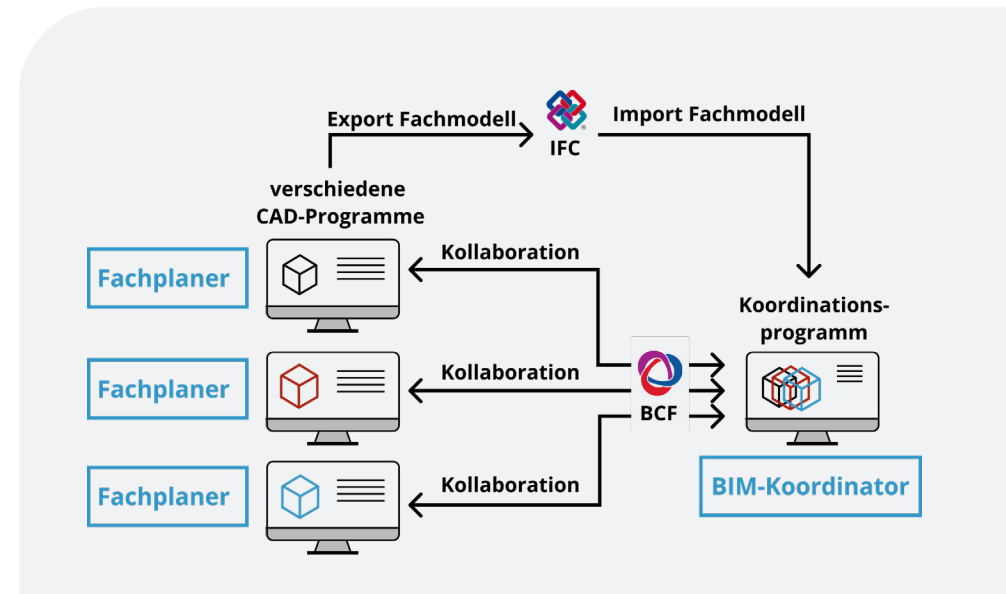 Export Fachmodell
IFC
®
Import Fachmodell
verschiedene
CAD-Programme
Fachplaner
Kollaboration
Koordinations-
programm
Fachplaner
Kollaboration
BCF
Fachplaner
Kollaboration
BIM-Koordinator